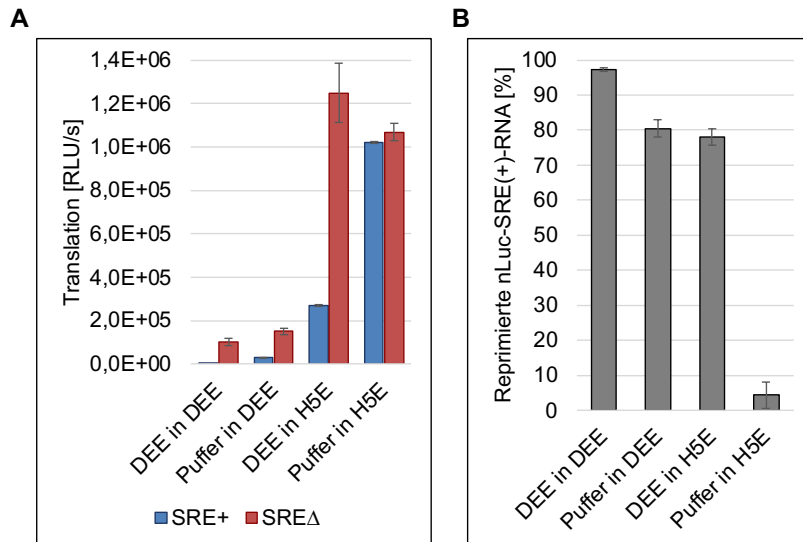 A
Translation [RLU/s]
1,4E+06
1,2E+06
1,0E+06
8,0E+05
6,0E+05
4,0E+05
2,0E+05
0,0E+00
DEE in DEE
Puffer in DEE
DEE in H5E
Puffer in H5E
SRE+
SREΔ
B
Reprimierte nLuc-SRE(+)-RNA [%]
100
90
80
70
60
50
40
30
20
10
0
DEE in DEE
Puffer in DEE
DEE in H5E
Puffer in H5E